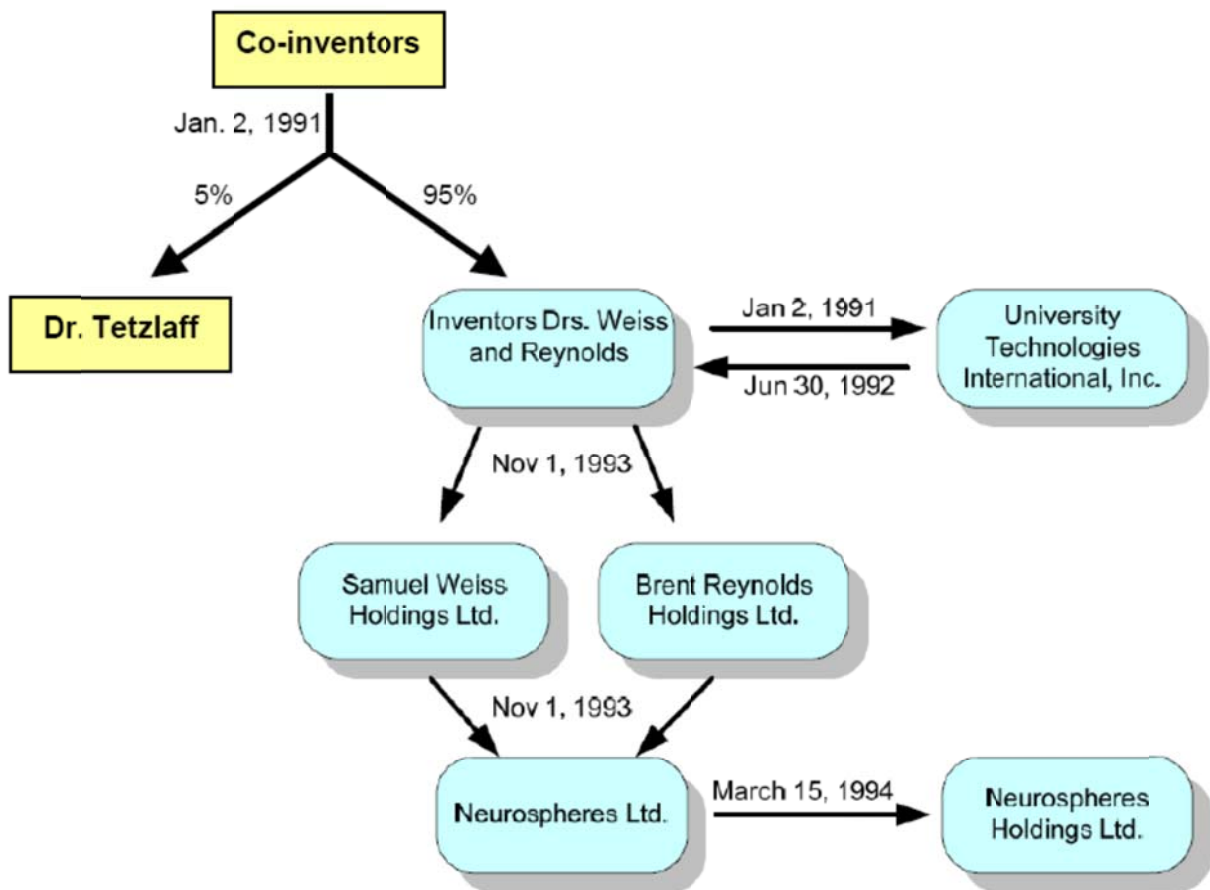 Co-inventors
Jan. 2, 1991
5%
95%
Dr. Tetzlaff
Inventors Drs. Weiss
and Reynolds
Jan 2, 1991
Jun 30, 1992
University
Technologies
International, Inc.
Nov 1, 1993
Samuel Weiss
Holdings Ltd.
Brent Reynolds
Holdings Ltd.
Nov 1, 1993
Neurospheres Ltd.
March 15, 1994
Neurospheres
Holdings Ltd.